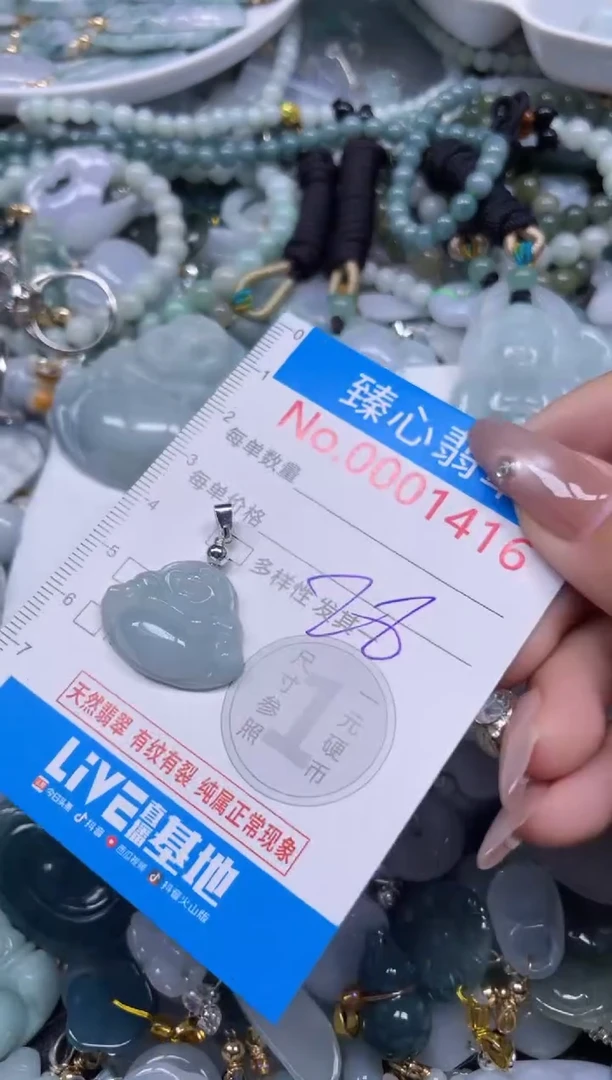 0
1
2
3
4
5
6
7
臻心翡
No.0001416
每单数量
每单价格
多样性发其一
尺寸参照
1
一元硬币
天然翡翠 有纹有裂 纯属正常现象
LiVE直播基地
今日头条 抖音 西瓜视频 抖音火山版